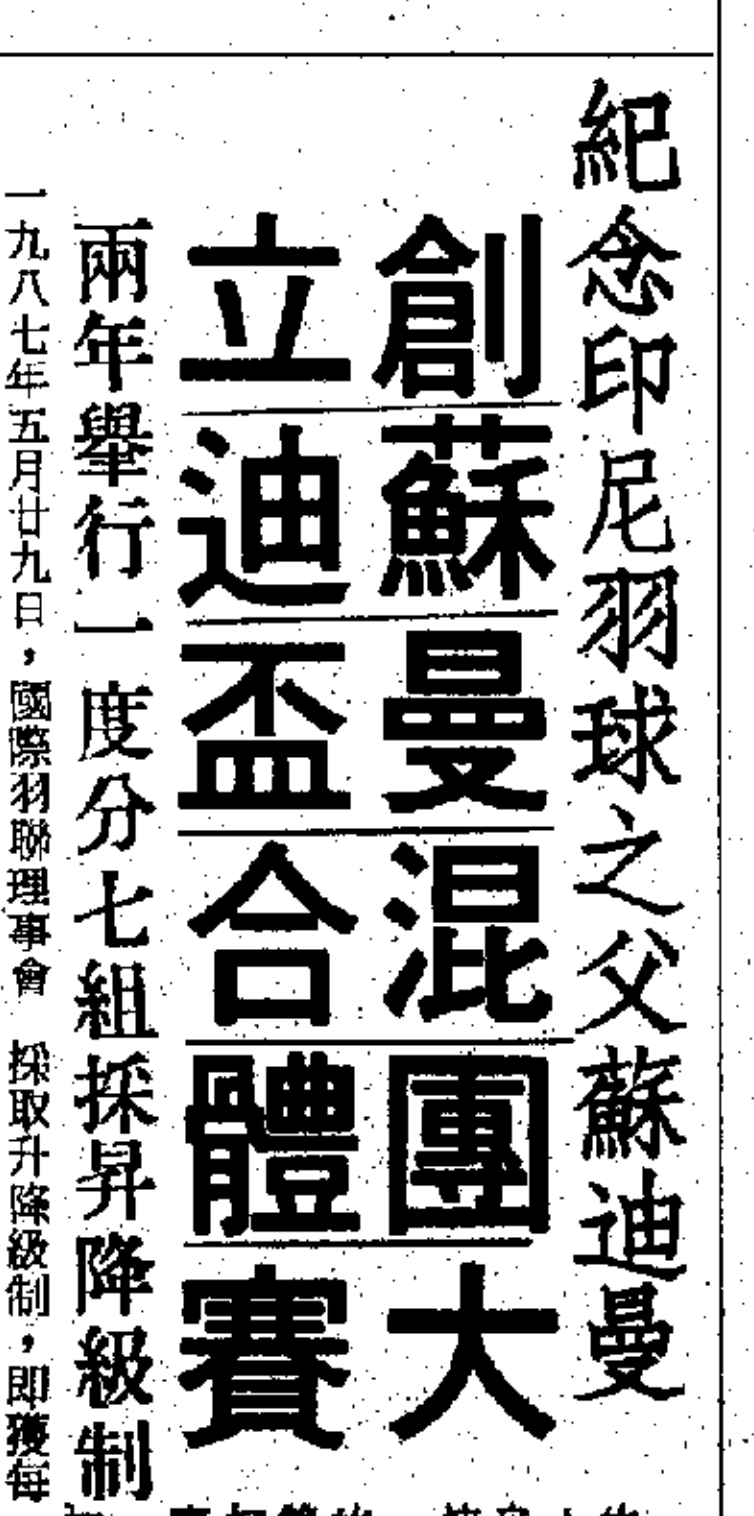 紀念印尼羽球之父蘇迪曼
創立
蘇迪
曼盃
混合
團體
大賽
兩年舉行一度分七組採昇降級制
一九八七年五月廿九日，國際羽聯理事會 採取升降級制，即獲每